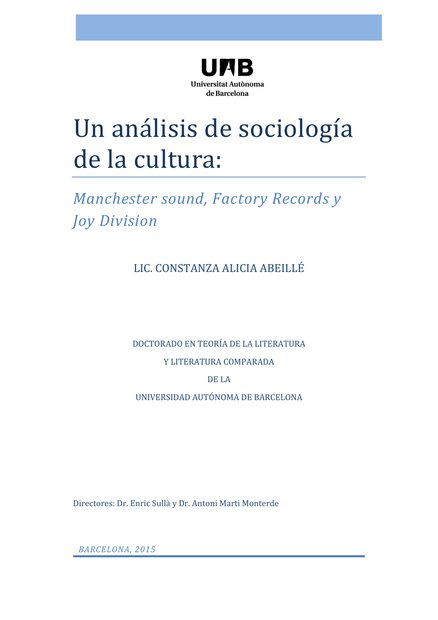 UAB
Universitat Autònoma
de Barcelona
Un análisis de sociología
de la cultura:
Manchester sound, Factory Records y
Joy Division
LIC. CONSTANZA ALICIA ABEILLÉ
DOCTORADO EN TEORÍA DE LA LITERATURA
Y LITERATURA COMPARADA
DE LA
UNIVERSIDAD AUTÓNOMA DE BARCELONA
Directores: Dr. Enric Sullà y Dr. Antoni Marti Monterde
BARCELONA, 2015